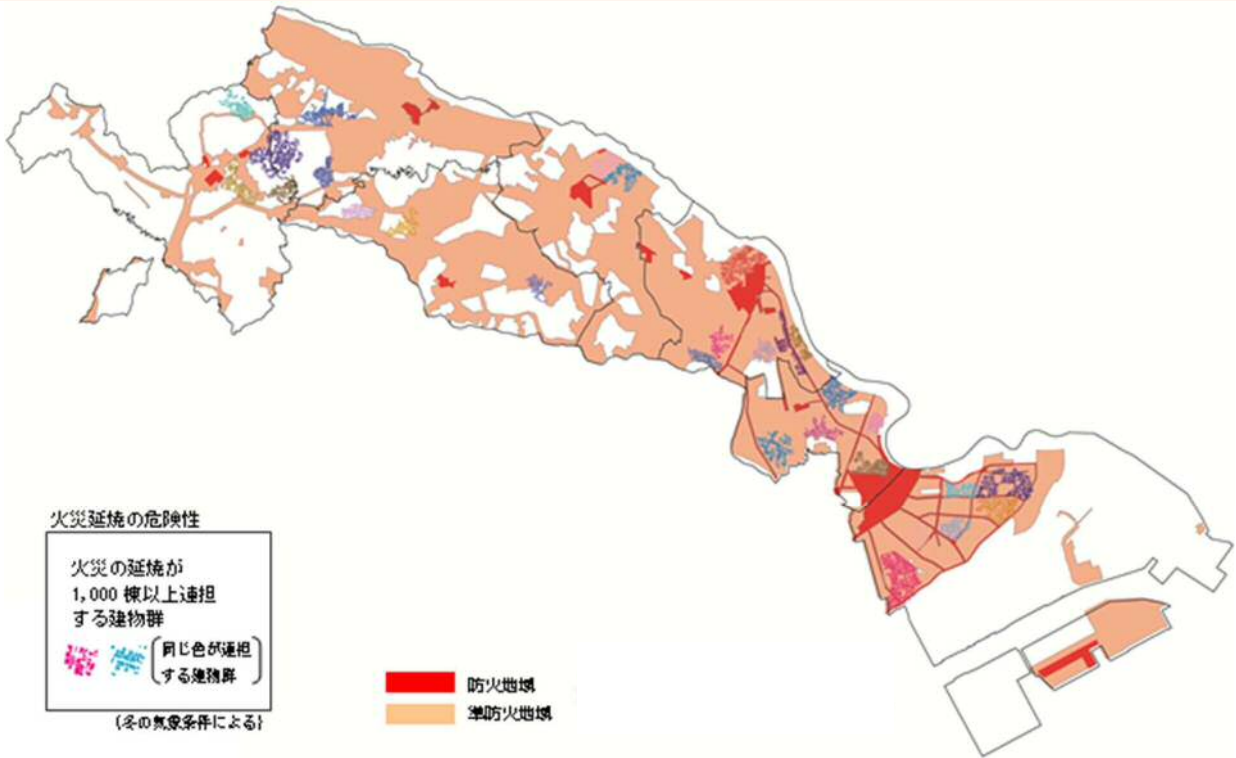 火災延焼の危険性
火災の延焼が
1,000 棟以上連担
する建物群
同じ色が連担
する建物群
(冬の気象条件による)
防火地域
準防火地域